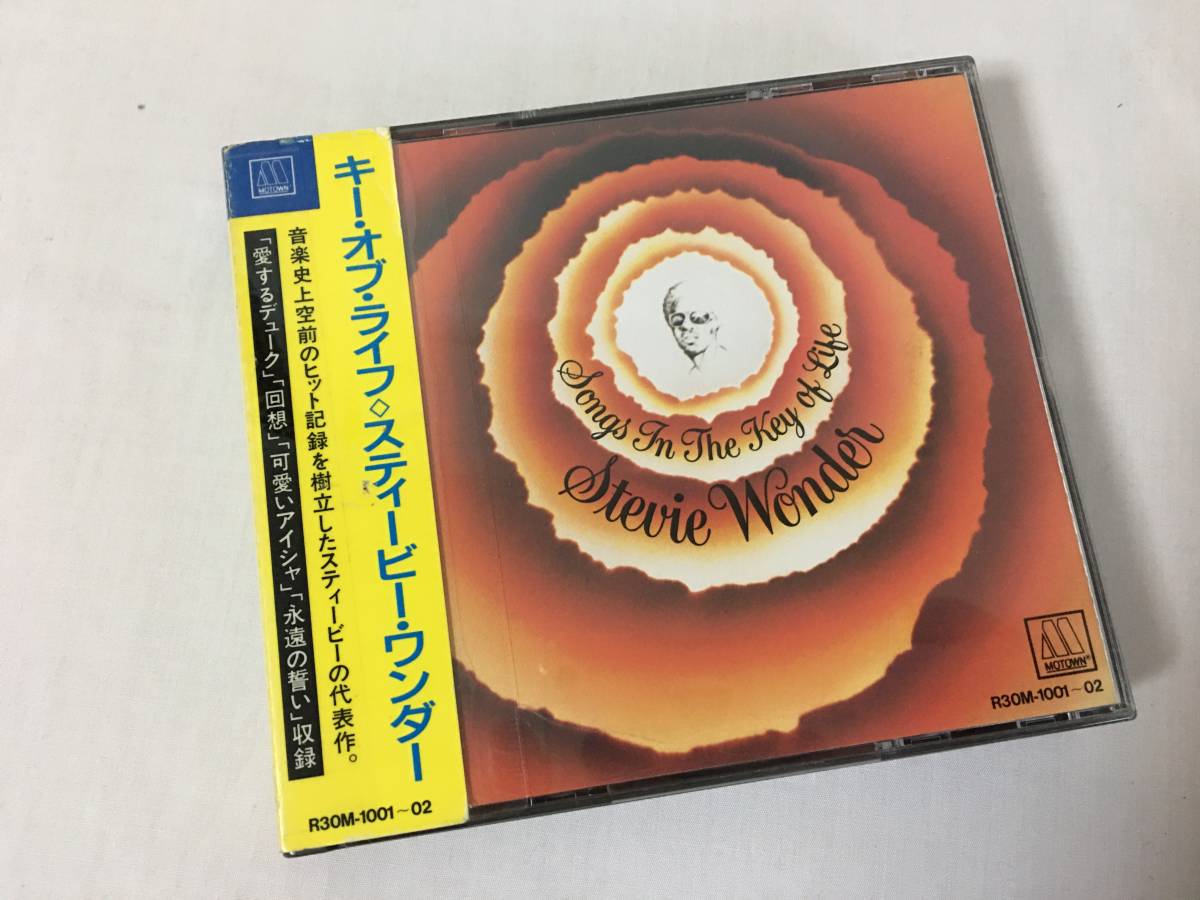 MOTOWN
キー・オブ・ライフ◇スティービー・ワンダー
音楽史上空前のヒット記録を樹立したスティービーの代表作。
「愛するデューク」「回想」「可愛いアイシャ」「永遠の誓い」収録
R30M-1001~02
Songs In The Key of Life
Stevie Wonder
MOTOWN®
R30M-1001~02